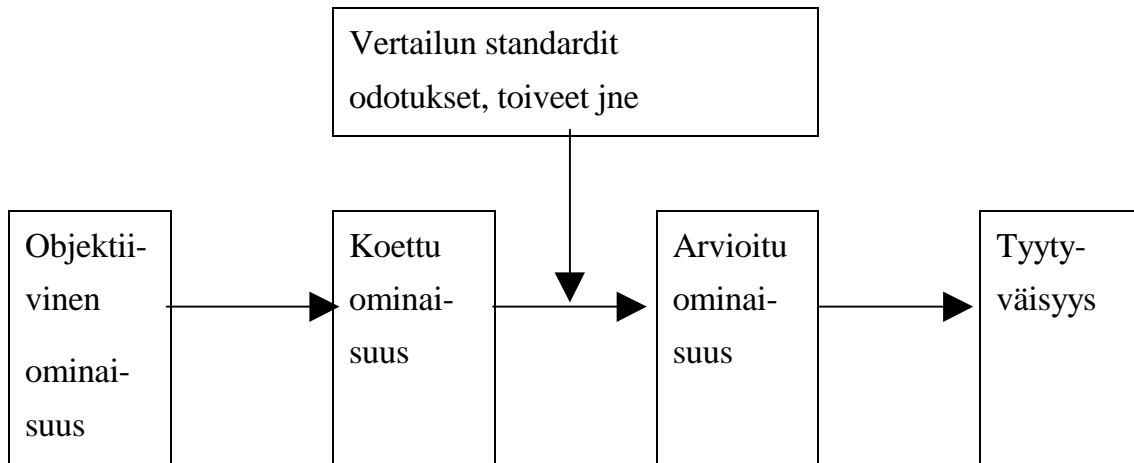 Vertailun standardit
odotukset, toiveet jne
Objektii-
vinen
ominai-
suus
Koettu
ominai-
suus
Arvioitu
ominai-
suus
Tyyty-
väisyys